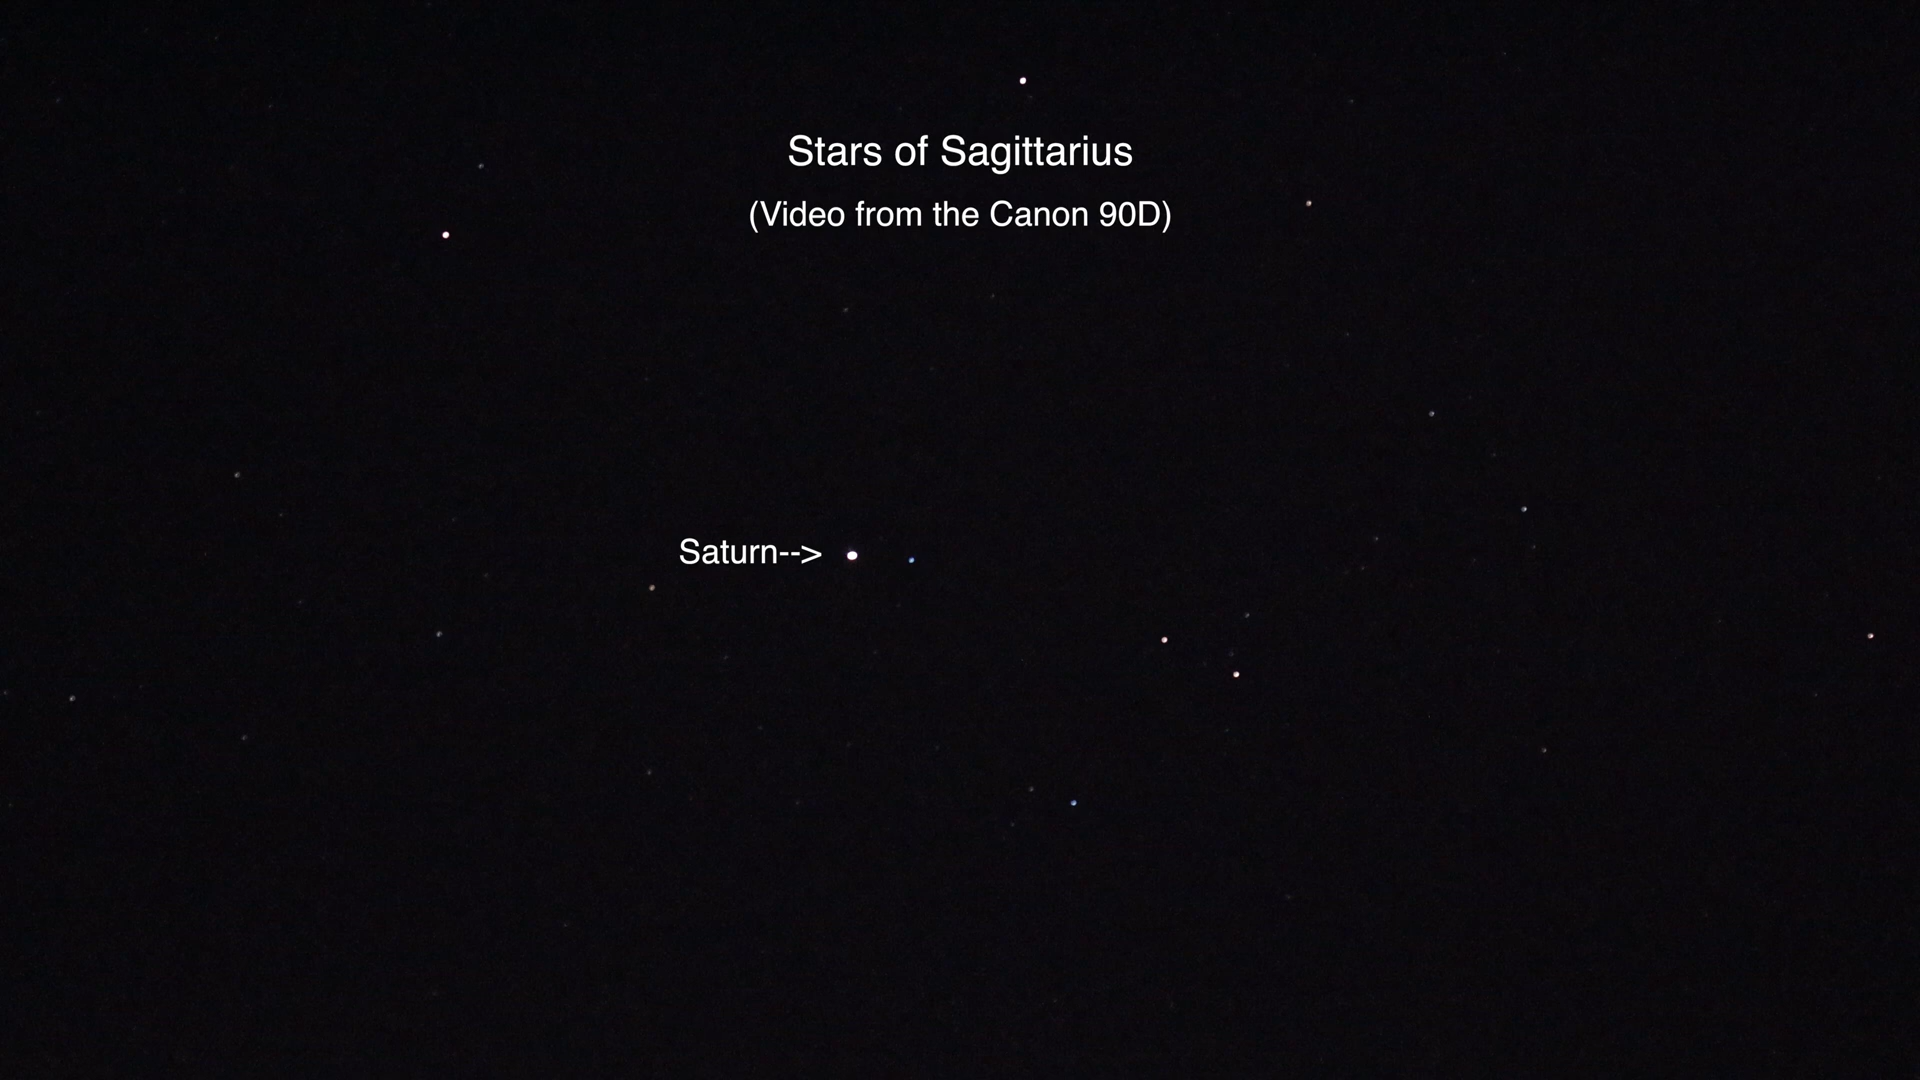 Stars of Sagittarius
(Video from the Canon 90D)
Saturn-->